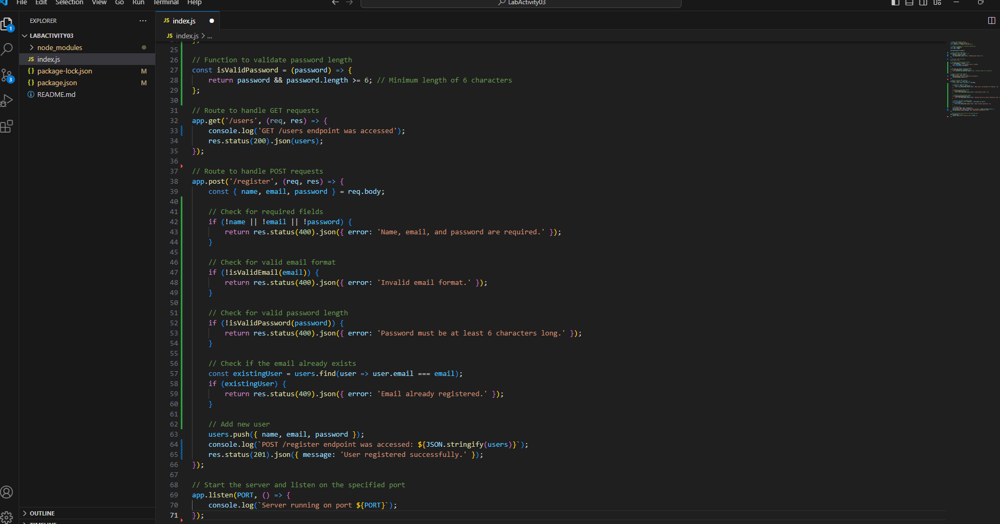 File Edit Selection View Go Run Terminal Help
LabActivity03
EXPLORER
LABACTIVITY03
node_modules
JS index.js
{} package-lock.json M
{} package.json M
README.md
OUTLINE
TIMELINE
1
3
JS index.js
JS index.js > ...
25
26 // Function to validate password length
27 const isValidPassword = (password) => {
28 return password && password.length >= 6; // Minimum length of 6 characters
29 };
30
31 // Route to handle GET requests
32 app.get('/users', (req, res) => {
33 console.log('GET /users endpoint was accessed');
34 res.status(200).json(users);
35 });
36
37 // Route to handle POST requests
38 app.post('/register', (req, res) => {
39 const { name, email, password } = req.body;
40
41 // Check for required fields
42 if (!name || !email || !password) {
43 return res.status(400).json({ error: 'Name, email, and password are required.' });
44 }
45
46 // Check for valid email format
47 if (!isValidEmail(email)) {
48 return res.status(400).json({ error: 'Invalid email format.' });
49 }
50
51 // Check for valid password length
52 if (!isValidPassword(password)) {
53 return res.status(400).json({ error: 'Password must be at least 6 characters long.' });
54 }
55
56 // Check if the email already exists
57 const existingUser = users.find(user => user.email === email);
58 if (existingUser) {
59 return res.status(409).json({ error: 'Email already registered.' });
60 }
61
62 // Add new user
63 users.push({ name, email, password });
64 console.log(`POST /register endpoint was accessed: ${JSON.stringify(users)}`);
65 res.status(201).json({ message: 'User registered successfully.' });
66 });
67
68 // Start the server and listen on the specified port
69 app.listen(PORT, () => {
70 console.log(`Server running on port ${PORT}`);
71 });